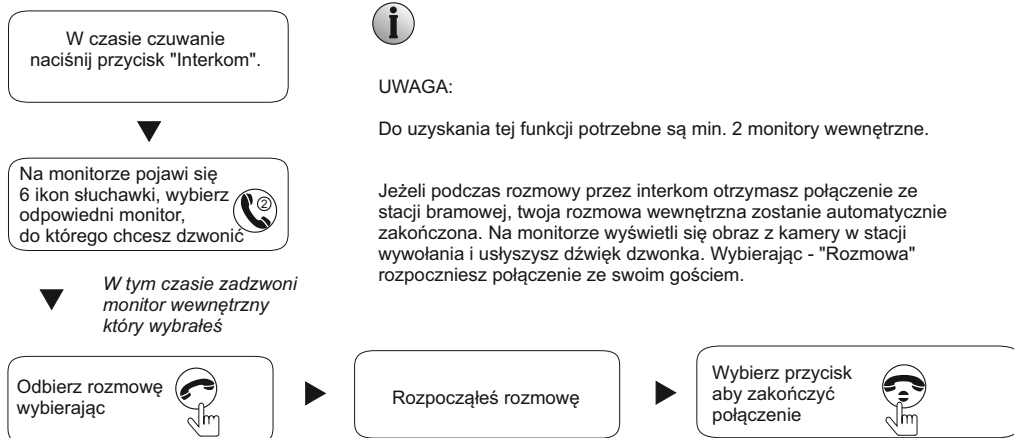 W czasie czuwanie
naciśnij przycisk "Interkom".
Na monitorze pojawi się
6 ikon słuchawki, wybierz
odpowiedni monitor,
do którego chcesz dzwonić
2
W tym czasie zadzwoni
monitor wewnętrzny
który wybrałeś
i
UWAGA:
Do uzyskania tej funkcji potrzebne są min. 2 monitory wewnętrzne.
Jeżeli podczas rozmowy przez interkom otrzymasz połączenie ze
stacji bramowej, twoja rozmowa wewnętrzna zostanie automatycznie
zakończona. Na monitorze wyświetli się obraz z kamery w stacji
wywołania i usłyszysz dźwięk dzwonka. Wybierając - "Rozmowa"
rozpoczniesz połączenie ze swoim gościem.
Odbierz rozmowę
wybierając
Rozpocząłeś rozmowę
Wybierz przycisk
aby zakończyć
połączenie